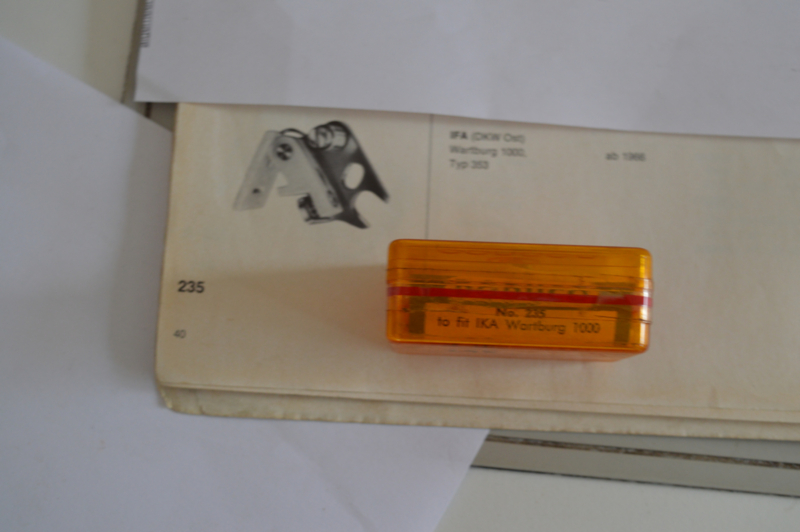 IFA (DKW Ost)
Wartburg 1000,
Typ 353
ab 1966
235
No. 235
to fit IKA Wartburg 1000
40